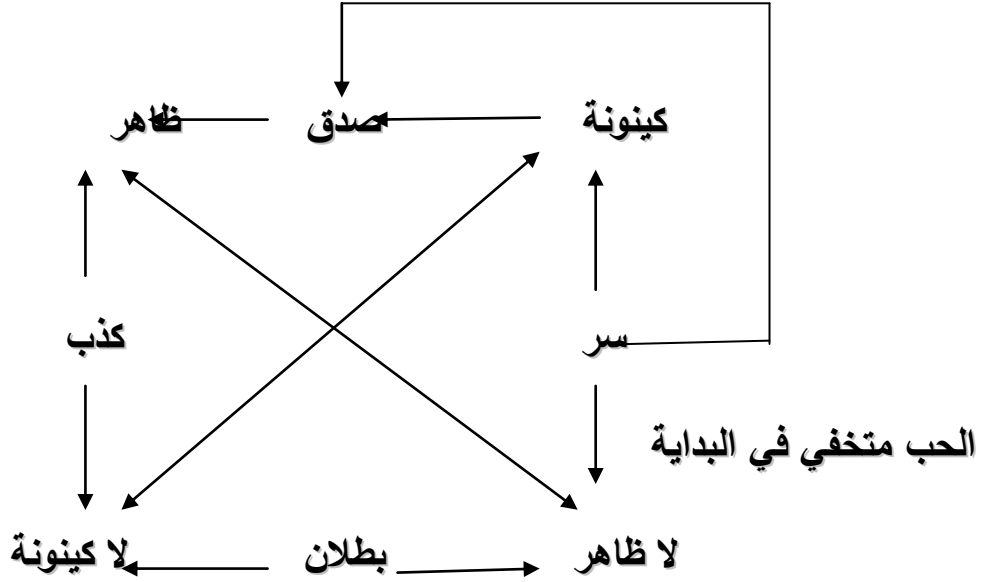 كينونة صدق ظاهر
سر كذب
الحب متخفي في البداية
لا ظاهر بطلان لا كينونة